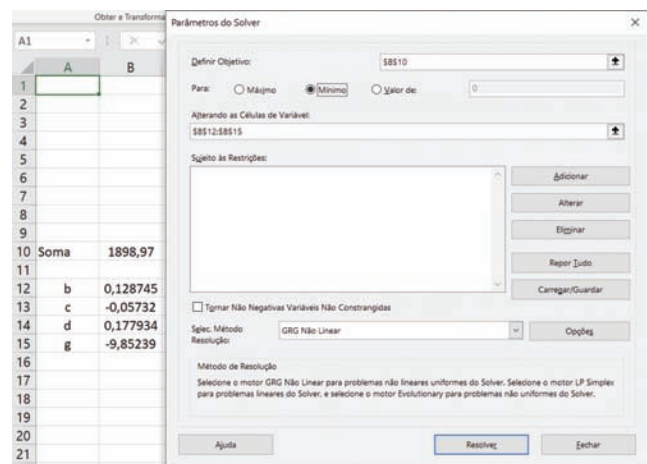 Obter e Transforma
A1
A B
1
2
3
4
5
6
7
8
9
10 Soma 1898,97
11
12 b 0,128745
13 c -0,05732
14 d 0,177934
15 g -9,85239
16
17
18
19
20
21
Parâmetros do Solver
Definir Objetivo: $B$10
Para: Máximo Mínimo Valor de: 0
Alterando as Células de Variável:
$B$12:$B$15
Sujeito às Restrições:
Adicionar
Alterar
Eliminar
Repor Tudo
Carregar/Guardar
Tornar Não Negativas Variáveis Não Constrangidas
Selec. Método GRG Não Linear Opções
Resolução:
Método de Resolução
Selecione o motor GRG Não Linear para problemas não lineares uniformes do Solver. Selecione o motor LP Simplex
para problemas lineares do Solver, e selecione o motor Evolutionary para problemas não uniformes do Solver.
Ajuda Resolver Fechar